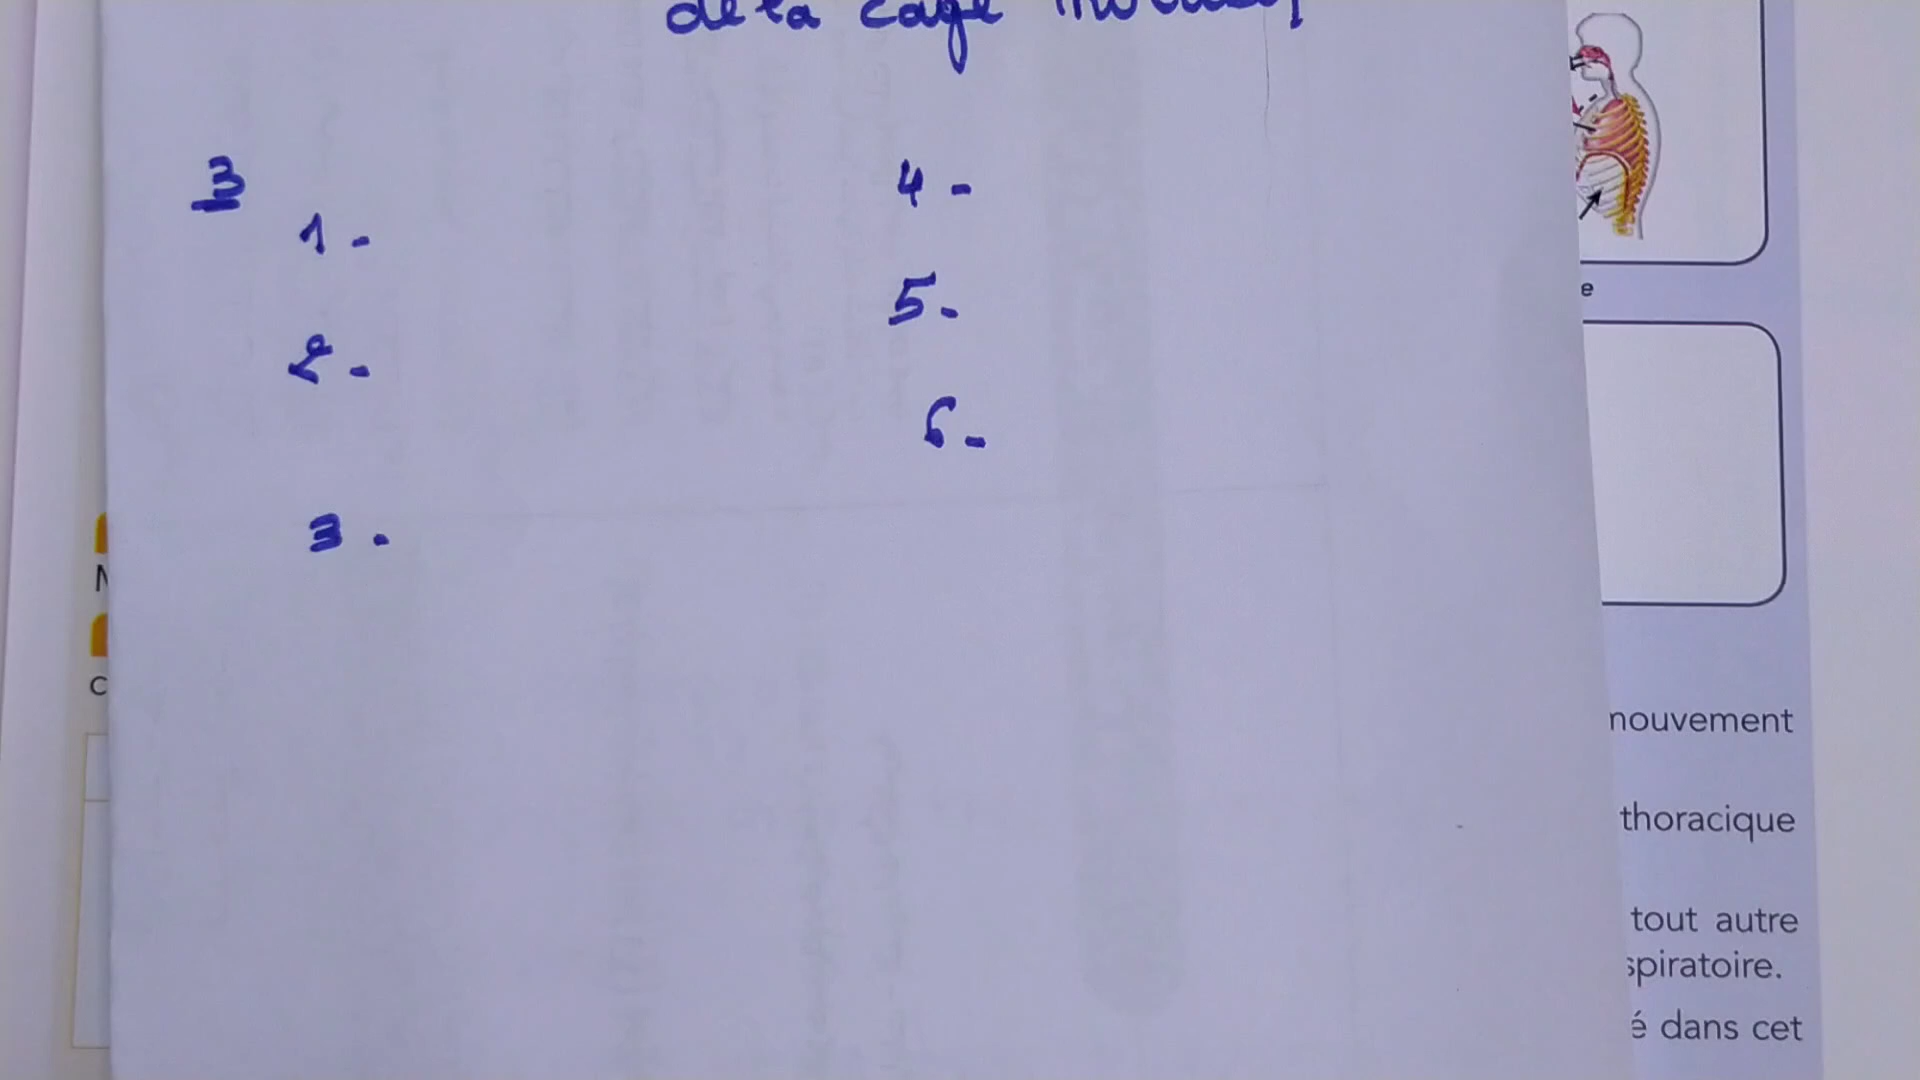 de la cage
3
1 -
2 -
3 -
4 -
5 -
6 -
e
N
C
nouvement
thoracique
tout autre
spiratoire.
é dans cet